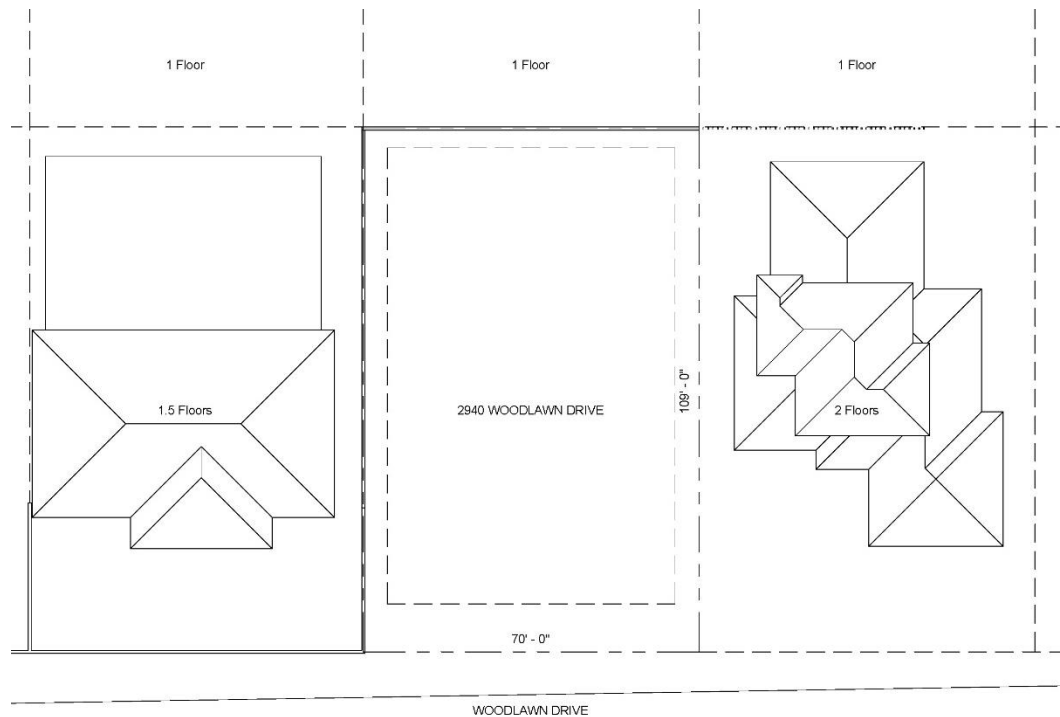 1 Floor
1 Floor
1 Floor
1.5 Floors
2940 WOODLAWN DRIVE
109' - 0"
2 Floors
70' - 0"
WOODLAWN DRIVE